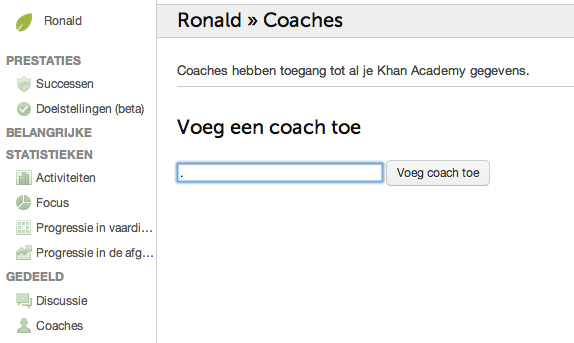 Ronald
PRESTATIES
Successen
Doelstellingen (beta)
BELANGRIJKE
STATISTIEKEN
Activiteiten
Focus
Progressie in vaardi...
Progressie in de afg...
GEDEELD
Discussie
Coaches
Ronald » Coaches
Coaches hebben toegang tot al je Khan Academy gegevens.
Voeg een coach toe
.
Voeg coach toe